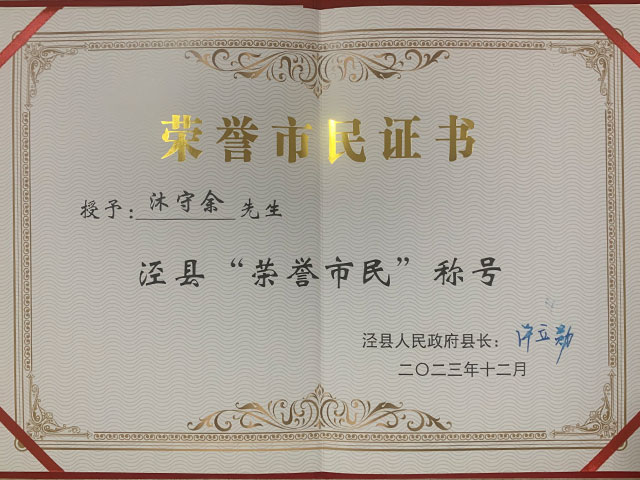 荣誉市民证书
授予:沐守余先生
泾县“荣誉市民”称号
泾县人民政府县长:
二〇二三年十二月